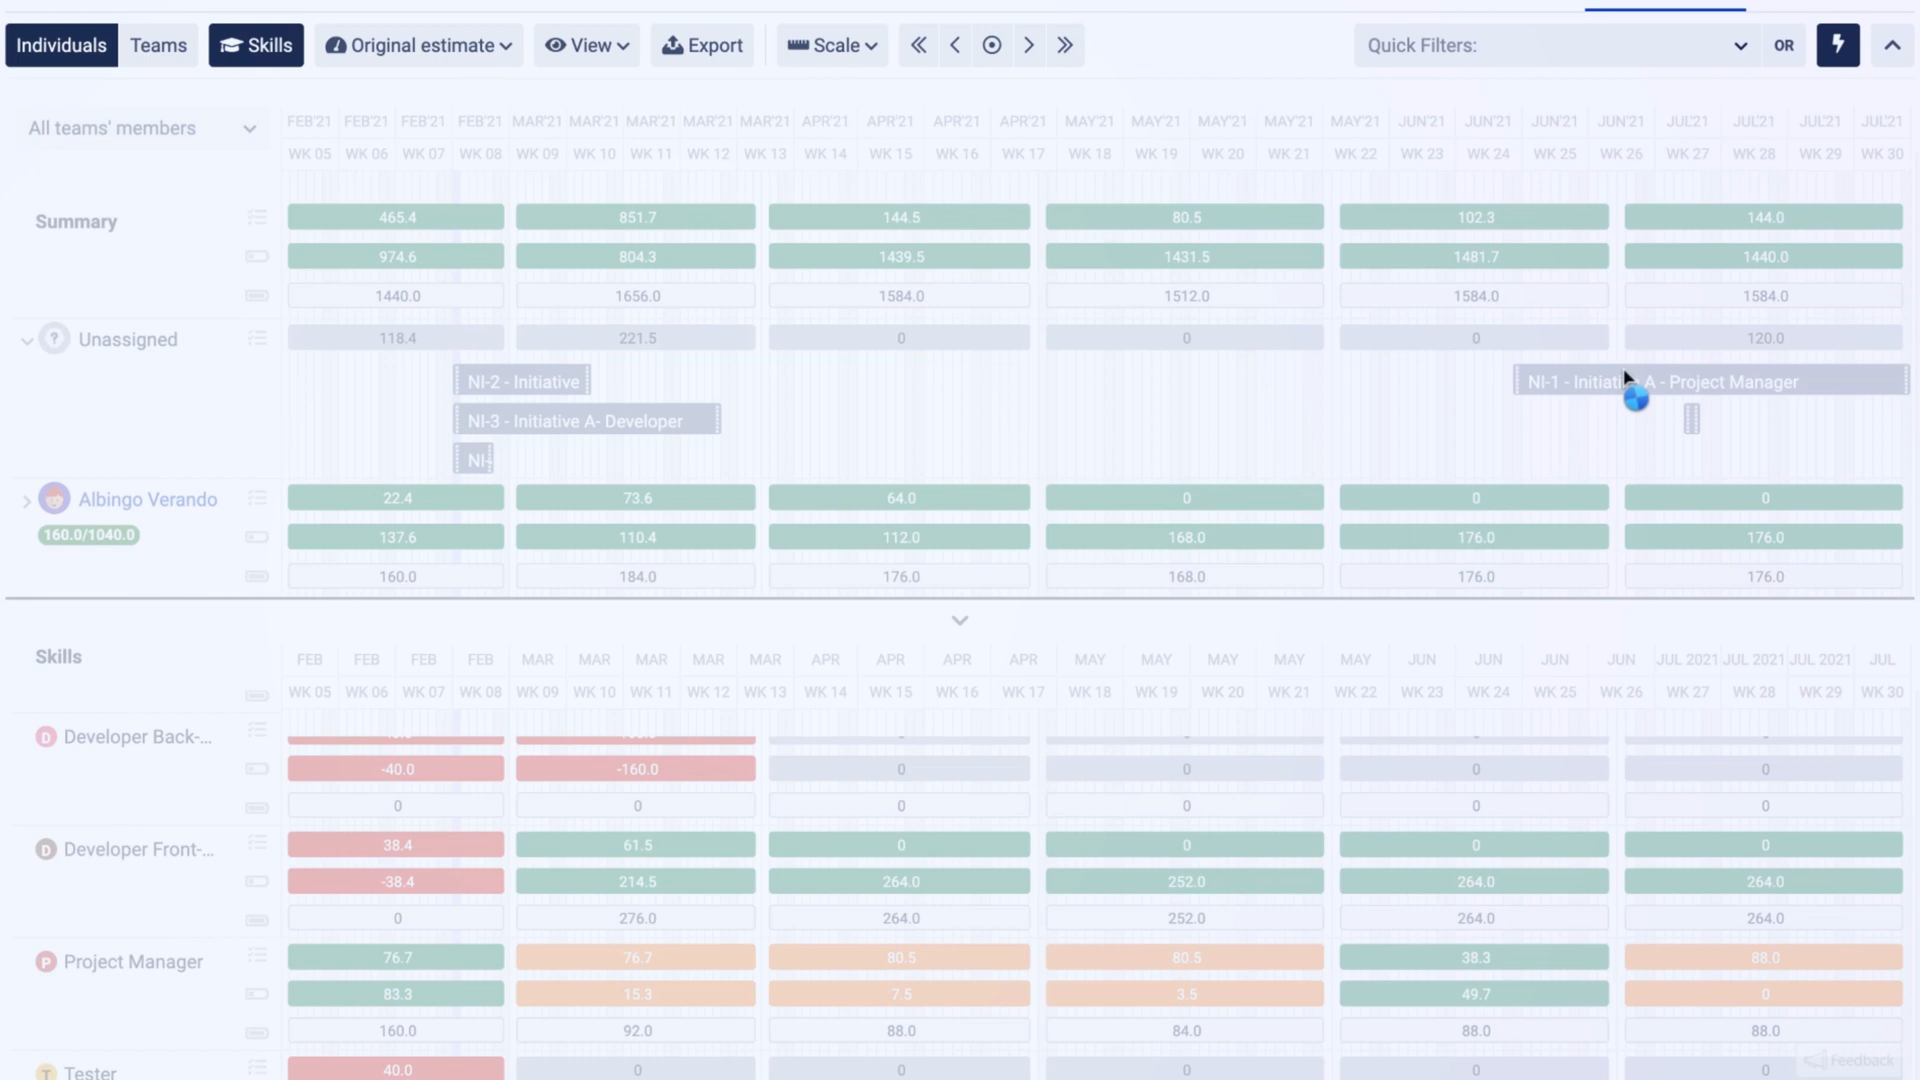 Individuals Teams Skills Original estimate View Export Scale Quick Filters: OR
All teams' members FEB'21 FEB'21 FEB'21 FEB'21 MAR'21 MAR'21 MAR'21 MAR'21 MAR'21 APR'21 APR'21 APR'21 APR'21 MAY'21 MAY'21 MAY'21 MAY'21 MAY'21 JUN'21 JUN'21 JUN'21 JUN'21 JUL'21 JUL'21 JUL'21 JUL'21
WK 05 WK 06 WK 07 WK 08 WK 09 WK 10 WK 11 WK 12 WK 13 WK 14 WK 15 WK 16 WK 17 WK 18 WK 19 WK 20 WK 21 WK 22 WK 23 WK 24 WK 25 WK 26 WK 27 WK 28 WK 29 WK 30
Summary 465.4 851.7 144.5 80.5 102.3 144.0
974.6 804.3 1439.5 1431.5 1481.7 1440.0
1440.0 1656.0 1584.0 1512.0 1584.0 1584.0
? Unassigned 118.4 221.5 0 0 0 120.0
NI-2 - Initiative NI-1 - Initiative A - Project Manager
NI-3 - Initiative A- Developer
NI-
Albingo Verando 22.4 73.6 64.0 0 0 0
160.0/1040.0 137.6 110.4 112.0 168.0 176.0 176.0
160.0 184.0 176.0 168.0 176.0 176.0
Skills FEB FEB FEB FEB MAR MAR MAR MAR MAR APR APR APR APR MAY MAY MAY MAY MAY JUN JUN JUN JUN JUL 2021 JUL 2021 JUL 2021 JUL
WK 05 WK 06 WK 07 WK 08 WK 09 WK 10 WK 11 WK 12 WK 13 WK 14 WK 15 WK 16 WK 17 WK 18 WK 19 WK 20 WK 21 WK 22 WK 23 WK 24 WK 25 WK 26 WK 27 WK 28 WK 29 WK 30
D Developer Back-...
-40.0 -160.0 0 0 0 0
0 0 0 0 0 0
D Developer Front-... 38.4 61.5 0 0 0 0
-38.4 214.5 264.0 252.0 264.0 264.0
0 276.0 264.0 252.0 264.0 264.0
P Project Manager 76.7 76.7 80.5 80.5 38.3 88.0
83.3 15.3 7.5 3.5 49.7 0
160.0 92.0 88.0 84.0 88.0 88.0
T Tester 40.0 0 0 0 0 0
Feedback